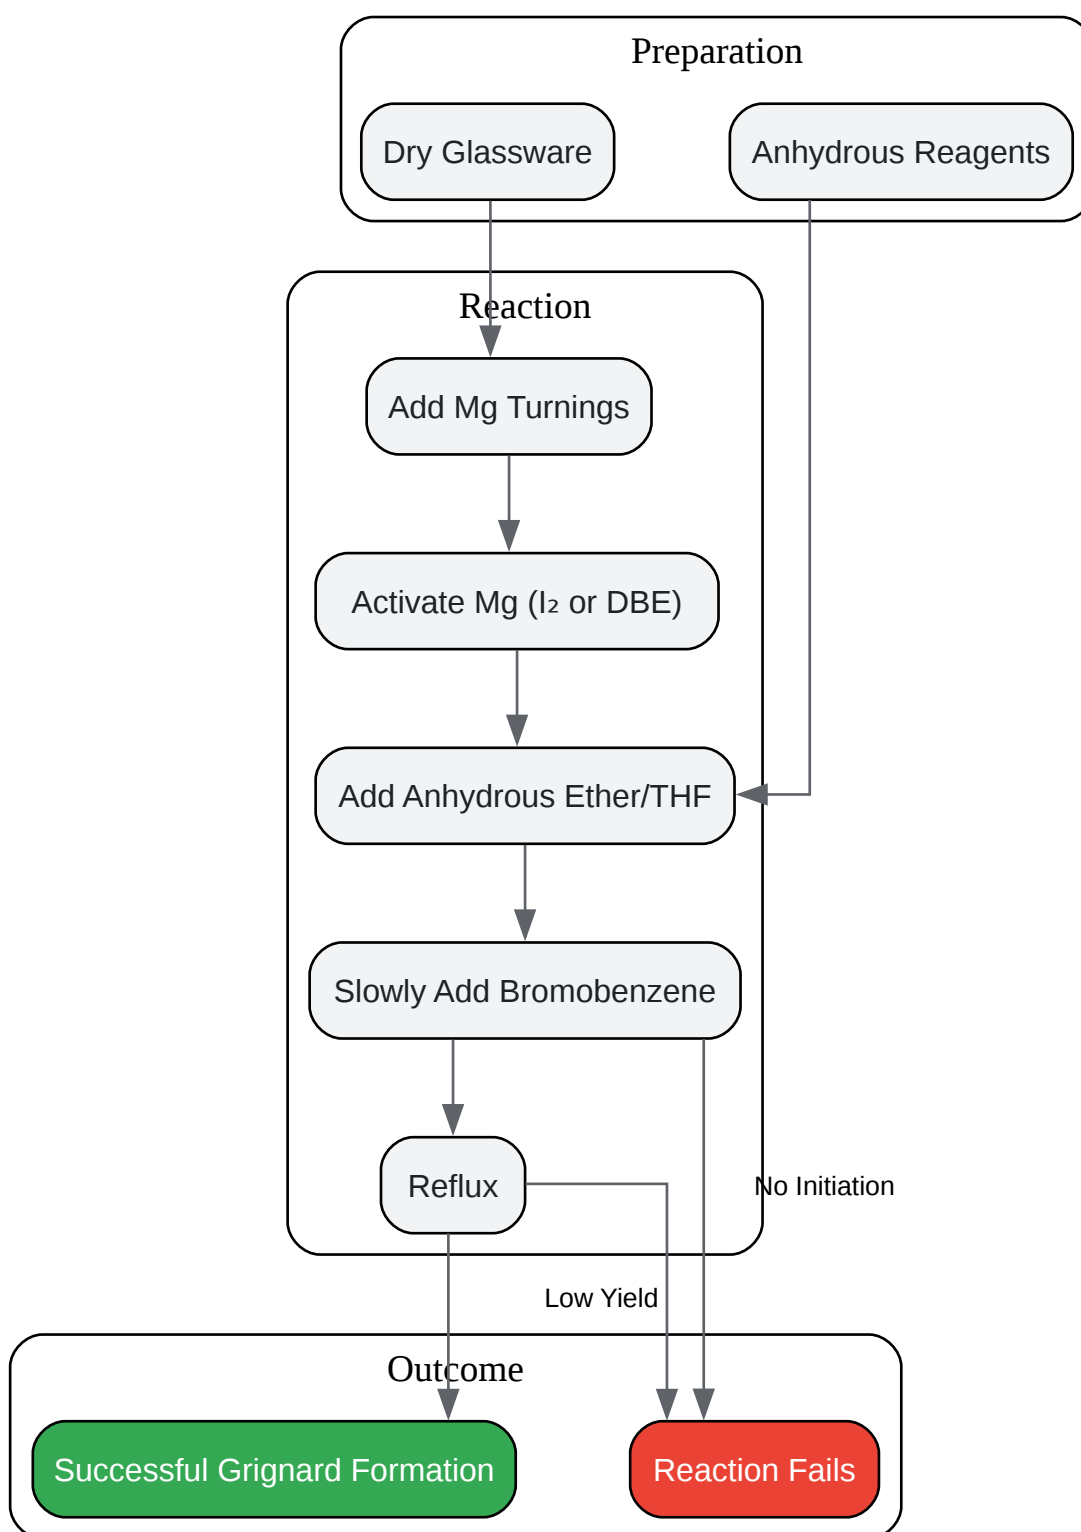 Preparation
Dry Glassware
Anhydrous Reagents
Reaction
Add Mg Turnings
Activate Mg (I₂ or DBE)
Add Anhydrous Ether/THF
Slowly Add Bromobenzene
Reflux
No Initiation
Low Yield
Outcome
Successful Grignard Formation
Reaction Fails